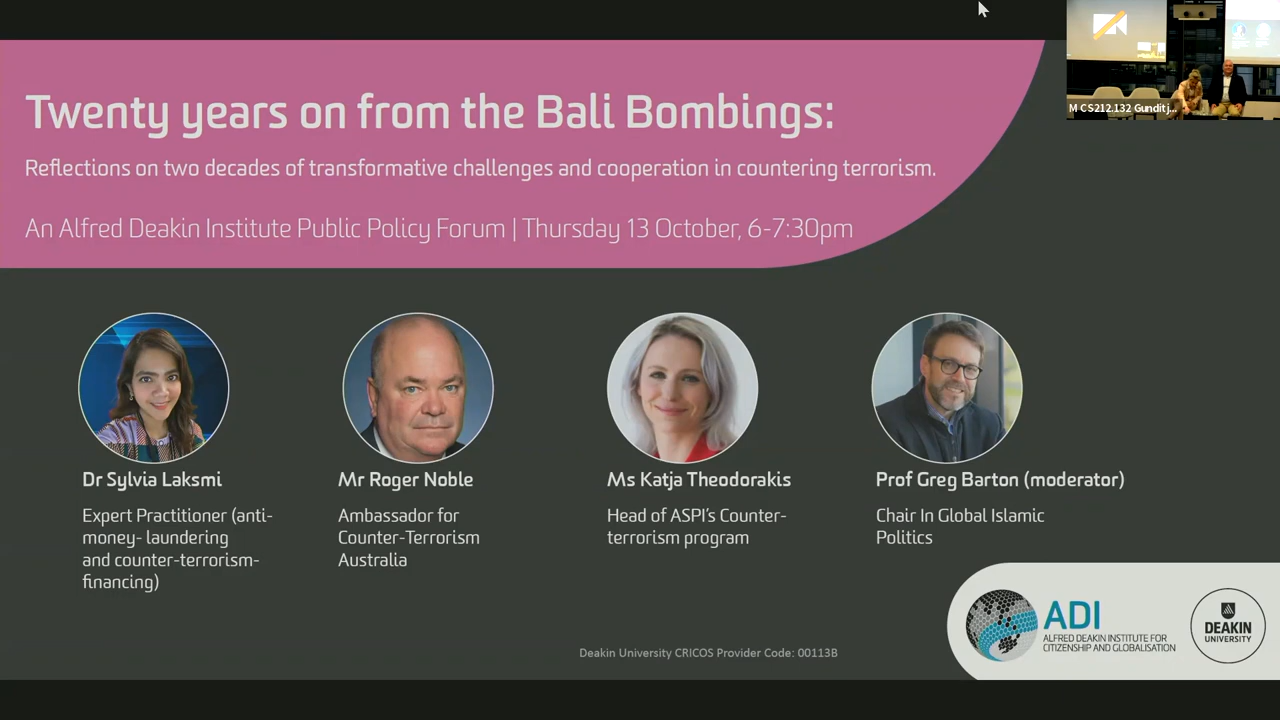 Twenty years on from the Bali Bombings:
Reflections on two decades of transformative challenges and cooperation in countering terrorism.
An Alfred Deakin Institute Public Policy Forum | Thursday 13 October, 6-7:30pm
M CS212.132 Gunditj...
Dr Sylvia Laksmi
Expert Practitioner (anti-
money- laundering
and counter-terrorism-
financing)
Mr Roger Noble
Ambassador for
Counter-Terrorism
Australia
Ms Katja Theodorakis
Head of ASPI's Counter-
terrorism program
Prof Greg Barton (moderator)
Chair In Global Islamic
Politics
ADI
ALFRED DEAKIN INSTITUTE FOR
CITIZENSHIP AND GLOBALISATION
DEAKIN
UNIVERSITY
Deakin University CRICOS Provider Code: 00113B